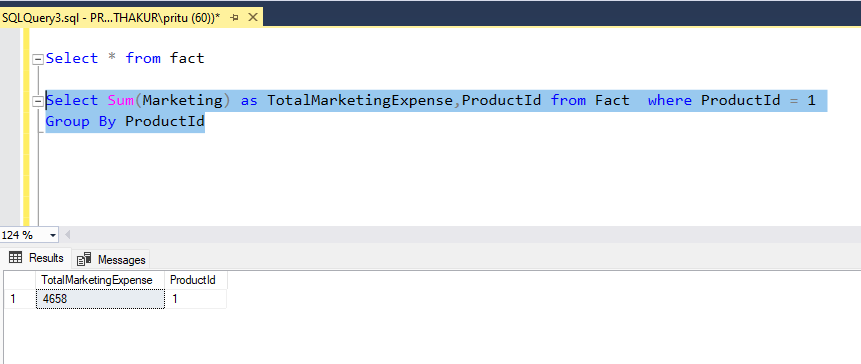 SQLQuery3.sql - PR...THAKUR\pritu (60))*
Select * from fact
Select Sum(Marketing) as TotalMarketingExpense,ProductId from Fact  where ProductId = 1
Group By ProductId
124 %
Results Messages
TotalMarketingExpense ProductId
1 4658 1